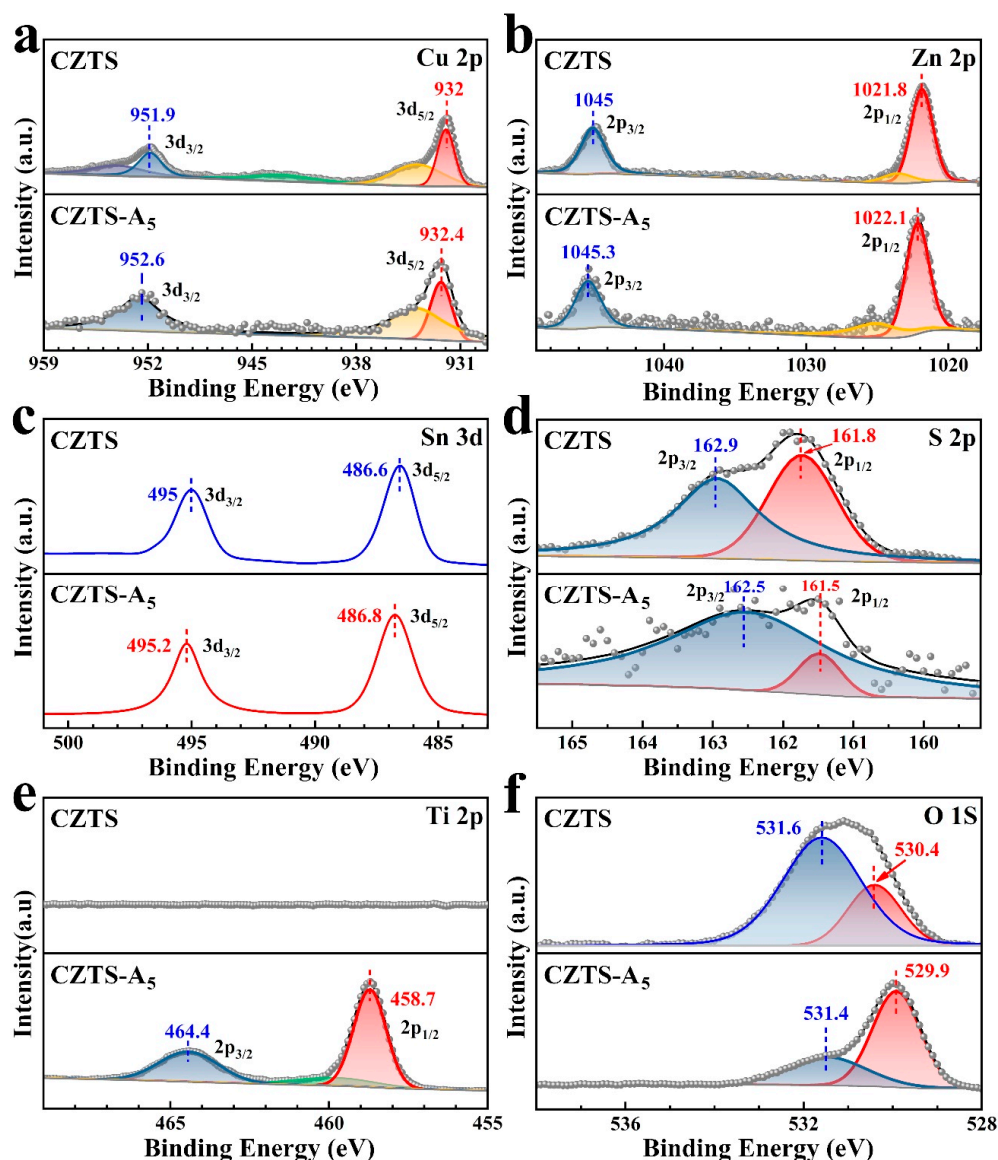 a
CZTS
Cu 2p
951.9
3d3/2
3d5/2
932
CZTS-A5
952.6
3d3/2
3d5/2
932.4
Intensity (a.u.)
959 952 945 938 931
Binding Energy (eV)
b
CZTS
Zn 2p
1045
2p3/2
1021.8
2p1/2
CZTS-A5
1045.3
2p3/2
1022.1
2p1/2
Intensity (a.u.)
1040 1030 1020
Binding Energy (eV)
c
CZTS
Sn 3d
495
3d3/2
486.6
3d5/2
CZTS-A5
495.2
3d3/2
486.8
3d5/2
Intensity (a.u.)
500 495 490 485
Binding Energy (eV)
d
CZTS
S 2p
2p3/2
162.9
161.8
2p1/2
CZTS-A5
2p3/2
162.5
161.5
2p1/2
Intensity (a.u.)
165 164 163 162 161 160
Binding Energy (eV)
e
CZTS
Ti 2p
CZTS-A5
464.4
2p3/2
458.7
2p1/2
Intensity(a.u)
465 460 455
Binding Energy (eV)
f
CZTS
O 1S
531.6
530.4
CZTS-A5
531.4
529.9
Intensity (a.u.)
536 532 528
Binding Energy (eV)